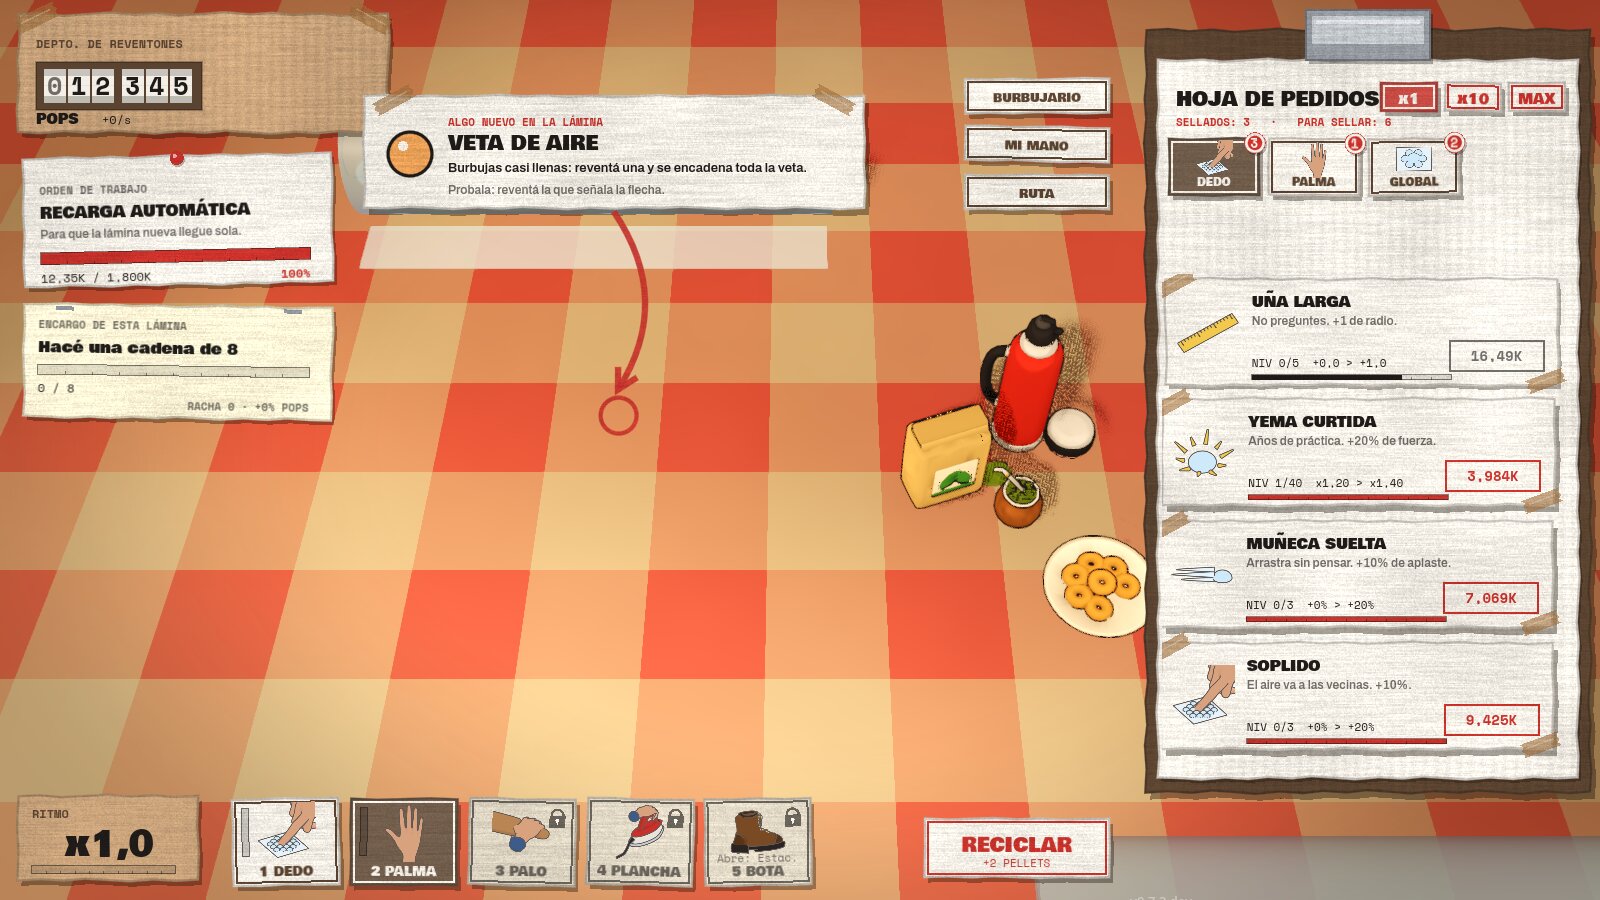 DEPTO. DE REVENTONES
012345
POPS +0/s
ORDEN DE TRABAJO
RECARGA AUTOMÁTICA
Para que la lámina nueva llegue sola.
12,35K / 1,800K 100%
ENCARGO DE ESTA LÁMINA
Hacé una cadena de 8
0 / 8
RACHA 0 · +0% POPS
ALGO NUEVO EN LA LÁMINA
VETA DE AIRE
Burbujas casi llenas: reventá una y se encadena toda la veta.
Probala: reventá la que señala la flecha.
BURBUJARIO
MI MANO
RUTA
HOJA DE PEDIDOS x1 x10 MAX
SELLADOS: 3 · PARA SELLAR: 6
3 1 2
DEDO PALMA GLOBAL
UÑA LARGA
No preguntes. +1 de radio.
NIV 0/5 +0,0 > +1,0
16,49K
YEMA CURTIDA
Años de práctica. +20% de fuerza.
NIV 1/40 x1,20 > x1,40
3,984K
MUÑECA SUELTA
Arrastra sin pensar. +10% de aplaste.
NIV 0/3 +0% > +20%
7,069K
SOPLIDO
El aire va a las vecinas. +10%.
NIV 0/3 +0% > +20%
9,425K
RITMO
x1,0
1 DEDO
2 PALMA
3 PALO
4 PLANCHA
Abre: Estac.
5 BOTA
RECICLAR
+2 PELLETS